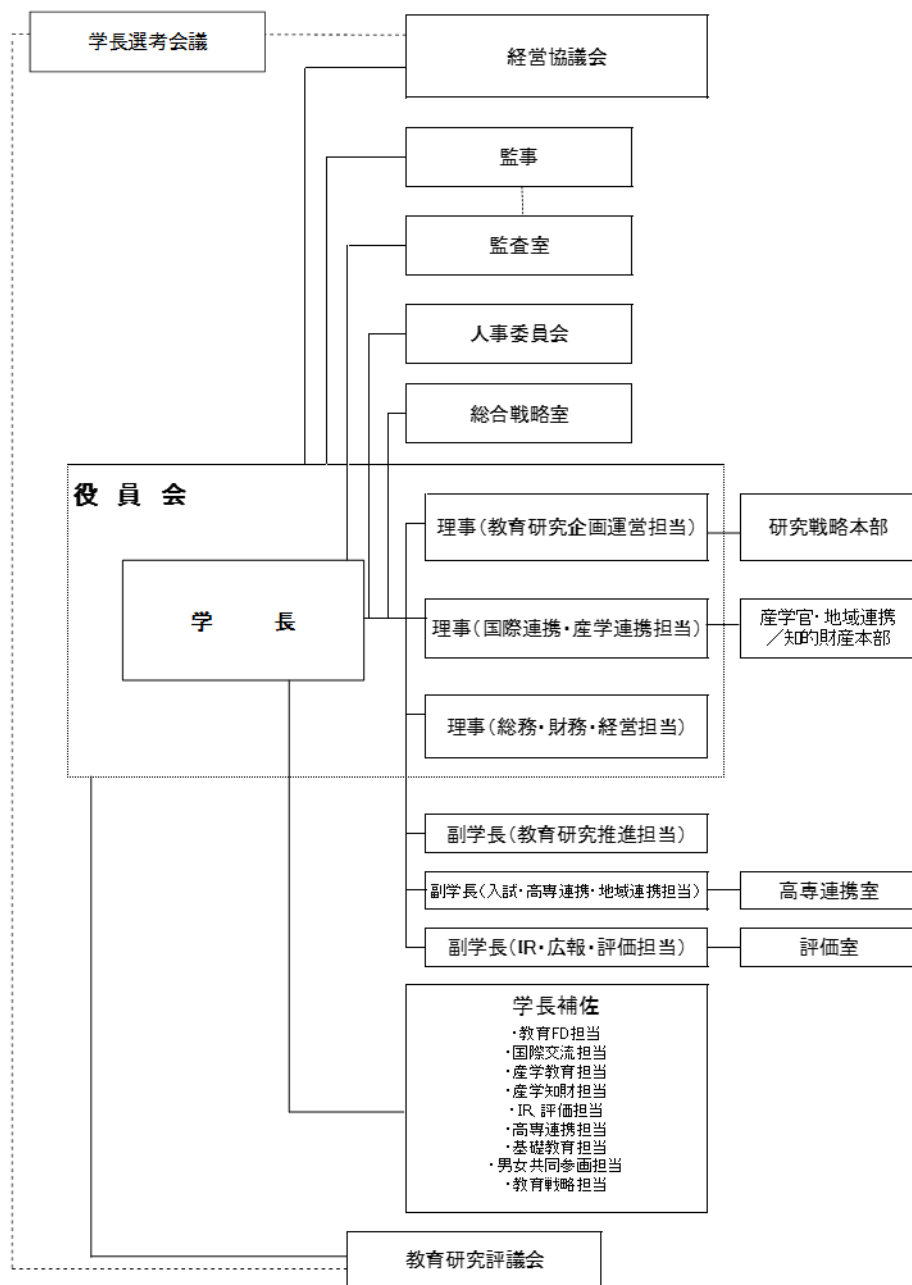 学長選考会議
経営協議会
監事
監査室
人事委員会
総合戦略室
役 員 会
学 長
理事(教育研究企画運営担当)
研究戦略本部
理事(国際連携・産学連携担当)
産学官・地域連携
／知的財産本部
理事(総務・財務・経営担当)
副学長(教育研究推進担当)
副学長(入試・高専連携・地域連携担当)
高専連携室
副学長(IR・広報・評価担当)
評価室
学長補佐
・教育FD担当
・国際交流担当
・産学教育担当
・産学知財担当
・IR 評価担当
・高専連携担当
・基礎教育担当
・男女共同参画担当
・教育戦略担当
教育研究評議会